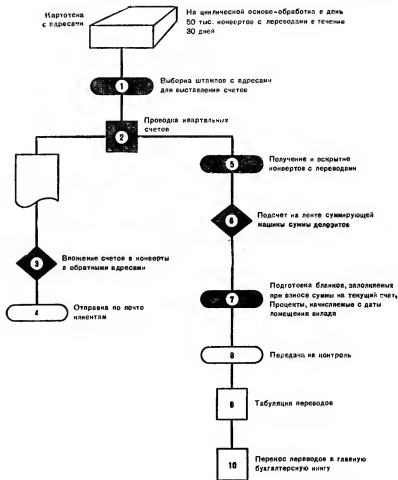 Картотека
с адресами
На циклической основе-обработка в день
50 тыс. конвертов с переводами в течение
30 дней
1
Выборка штампов с адресами
для выставления счетов
2
Проводка квартальных
счетов
5
Получение и вскрытие
конвертов с переводами
6
Подсчет на ленте суммирующей
машины суммы депозитов
3
Вложение счетов в конверты
с обратными адресами
4
Отправка по почте
клиентам
7
Подготовка бланков, заполняемых
при взносе суммы на текущий счет.
Проценты, начисляемые с даты
помещения вклада
8
Передача на контроль
9
Табуляция переводов
10
Перенос переводов в главную
бухгалтерскую книгу